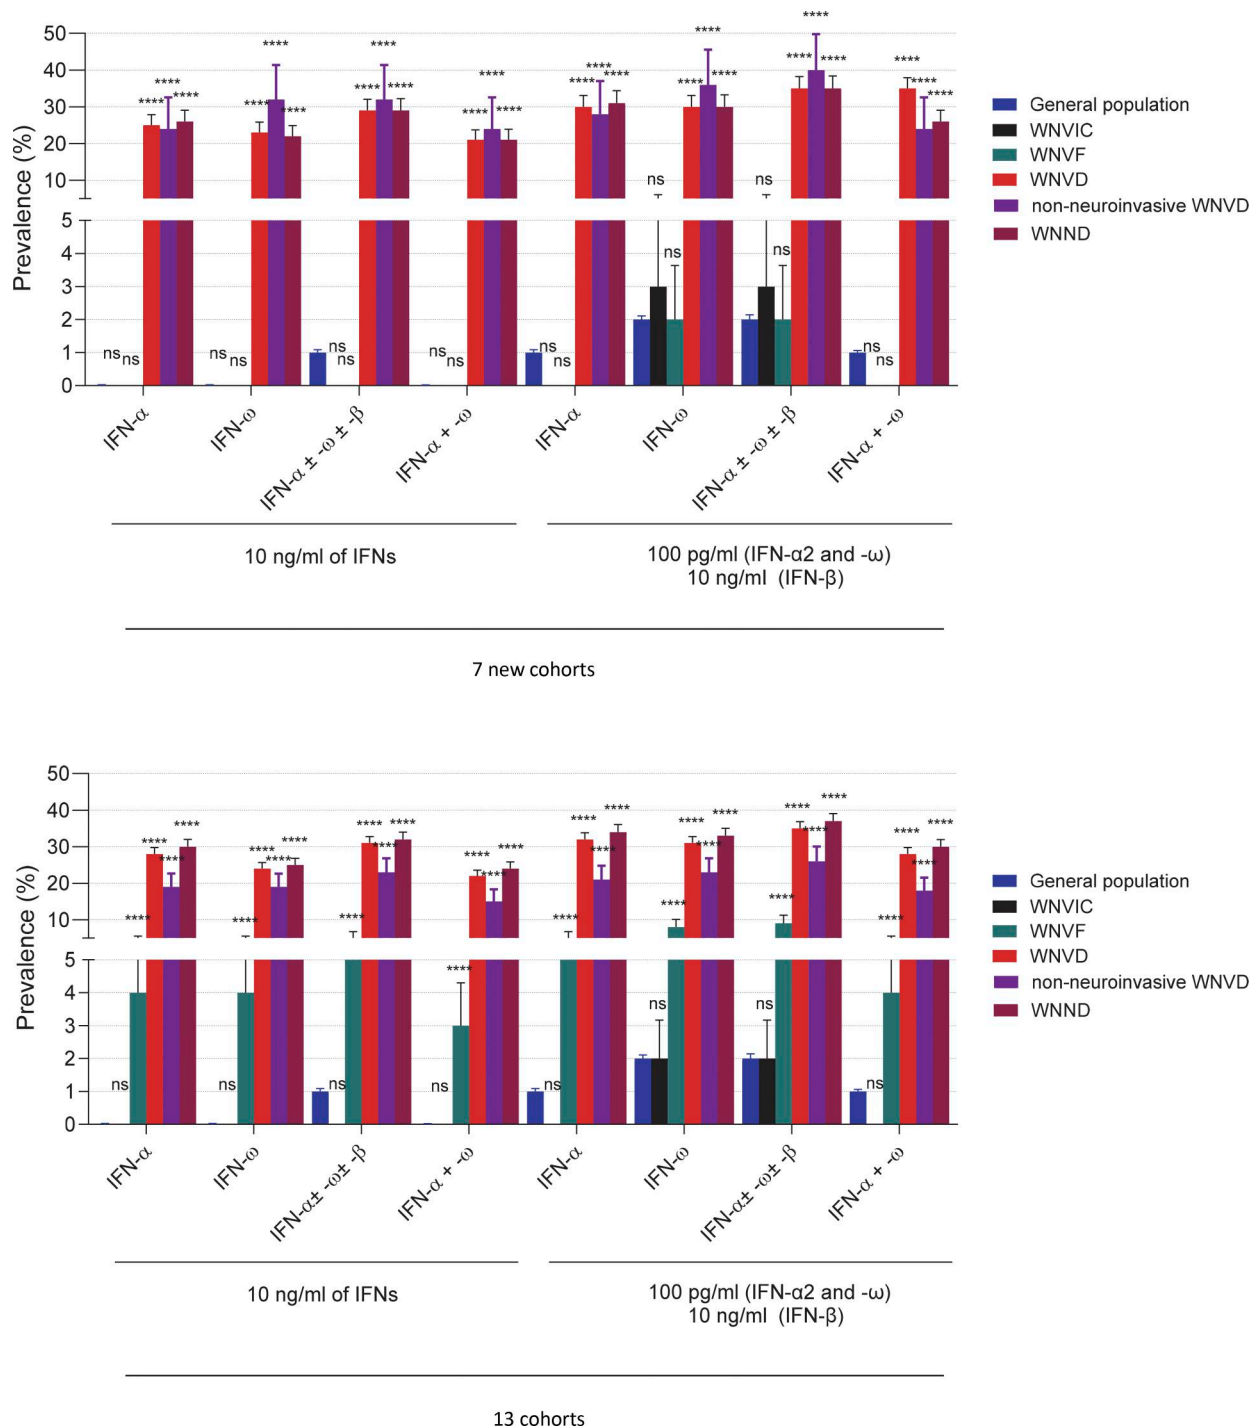 50
40
30
20
10
5
4
3
2
1
0
Prevalence (%)
**** **** ****
**** **** ****
**** **** ****
**** **** ****
**** **** ****
**** **** ****
**** **** ****
**** **** ****
ns ns
ns ns
ns ns
ns ns
ns ns
ns ns
ns ns
ns ns
IFN-α
IFN-ω
IFN-α ± -ω ± -β
IFN-α + -ω
IFN-α
IFN-ω
IFN-α ± -ω ± -β
IFN-α + -ω
10 ng/ml of IFNs
100 pg/ml (IFN-α2 and -ω)
10 ng/ml (IFN-β)
7 new cohorts
General population
WNVIC
WNVF
WNVD
non-neuroinvasive WNVD
WNND
50
40
30
20
10
5
4
3
2
1
0
Prevalence (%)
ns **** **** **** ****
ns **** **** **** ****
ns **** **** **** ****
ns **** **** **** ****
ns **** **** **** ****
ns **** **** **** ****
ns **** **** **** ****
ns **** **** **** ****
IFN-α
IFN-ω
IFN-α± -ω± -β
IFN-α + -ω
IFN-α
IFN-ω
IFN-α± -ω± -β
IFN-α + -ω
10 ng/ml of IFNs
100 pg/ml (IFN-α2 and -ω)
10 ng/ml (IFN-β)
13 cohorts
General population
WNVIC
WNVF
WNVD
non-neuroinvasive WNVD
WNND